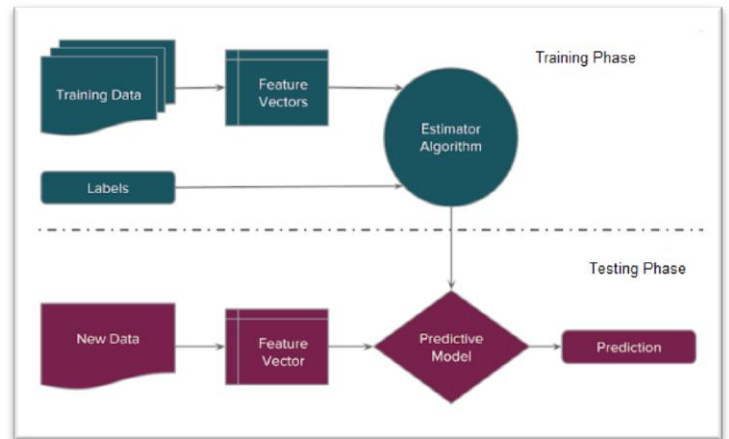 Training Phase
Training Data
Feature
Vectors
Estimator
Algorithm
Labels
Testing Phase
New Data
Feature
Vector
Predictive
Model
Prediction